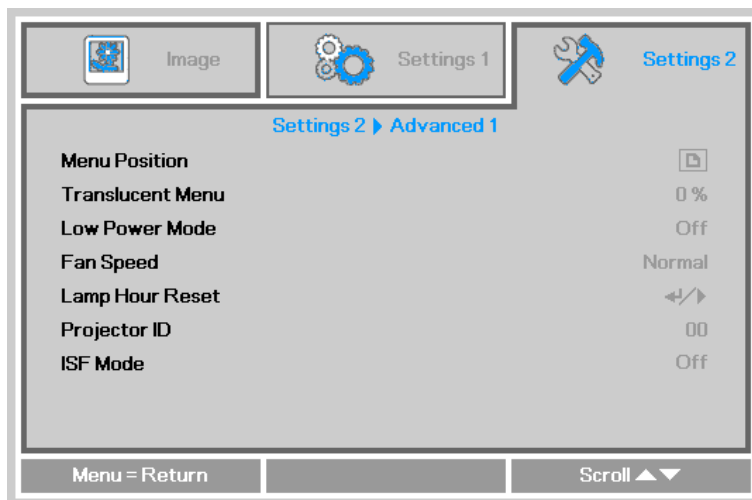 Image
Settings 1
Settings 2
Settings 2 Advanced 1
Menu Position
Translucent Menu 0 %
Low Power Mode Off
Fan Speed Normal
Lamp Hour Reset ↵/▶
Projector ID 00
ISF Mode Off
Menu = Return Scroll ▲▼